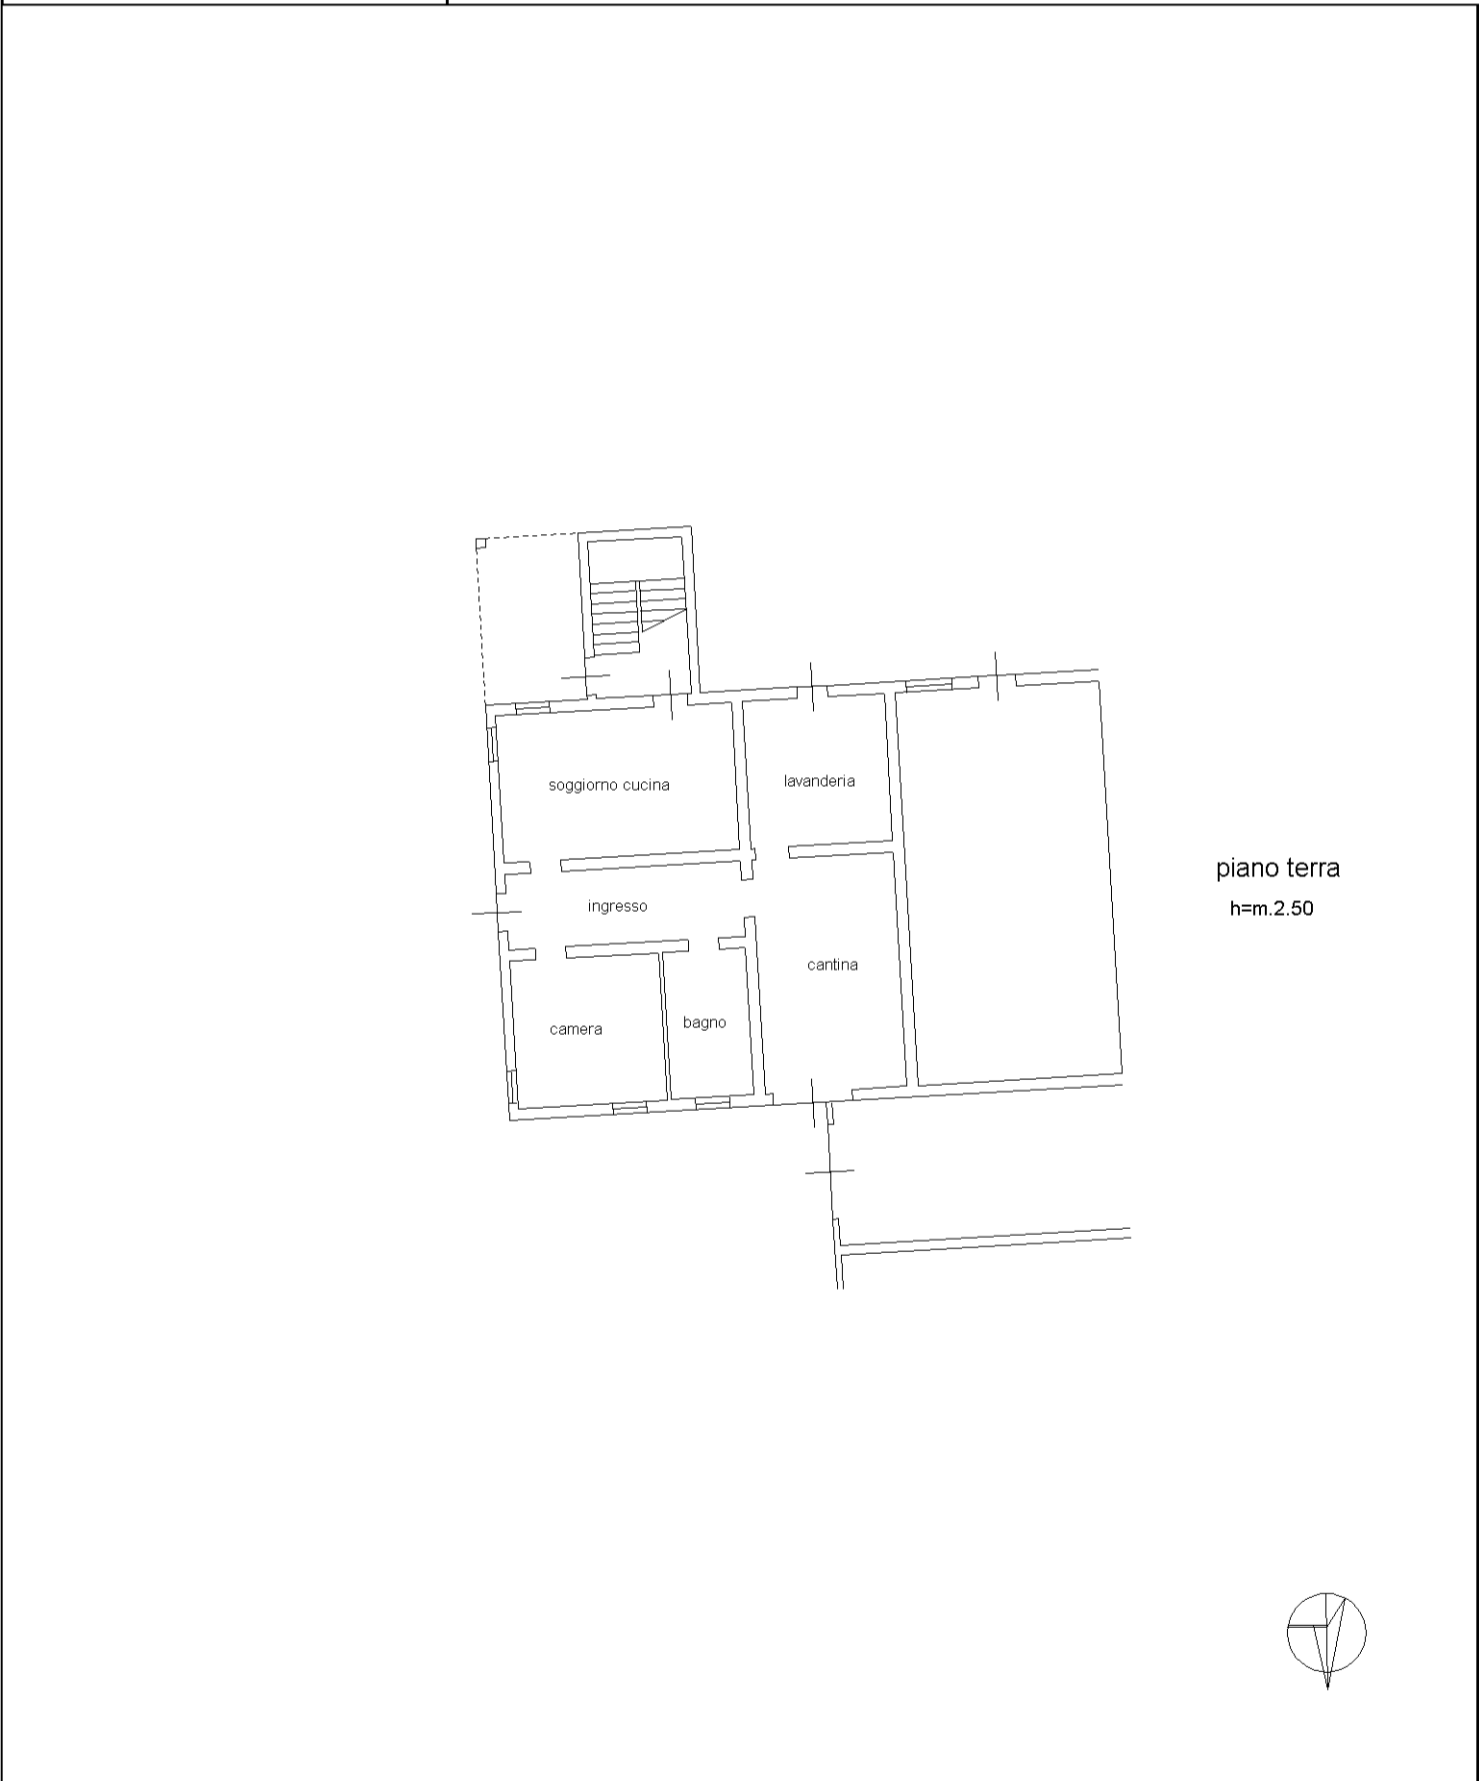 soggiorno cucina
lavanderia
piano terra
ingresso
h=m.2.50
cantina
camera
bagno